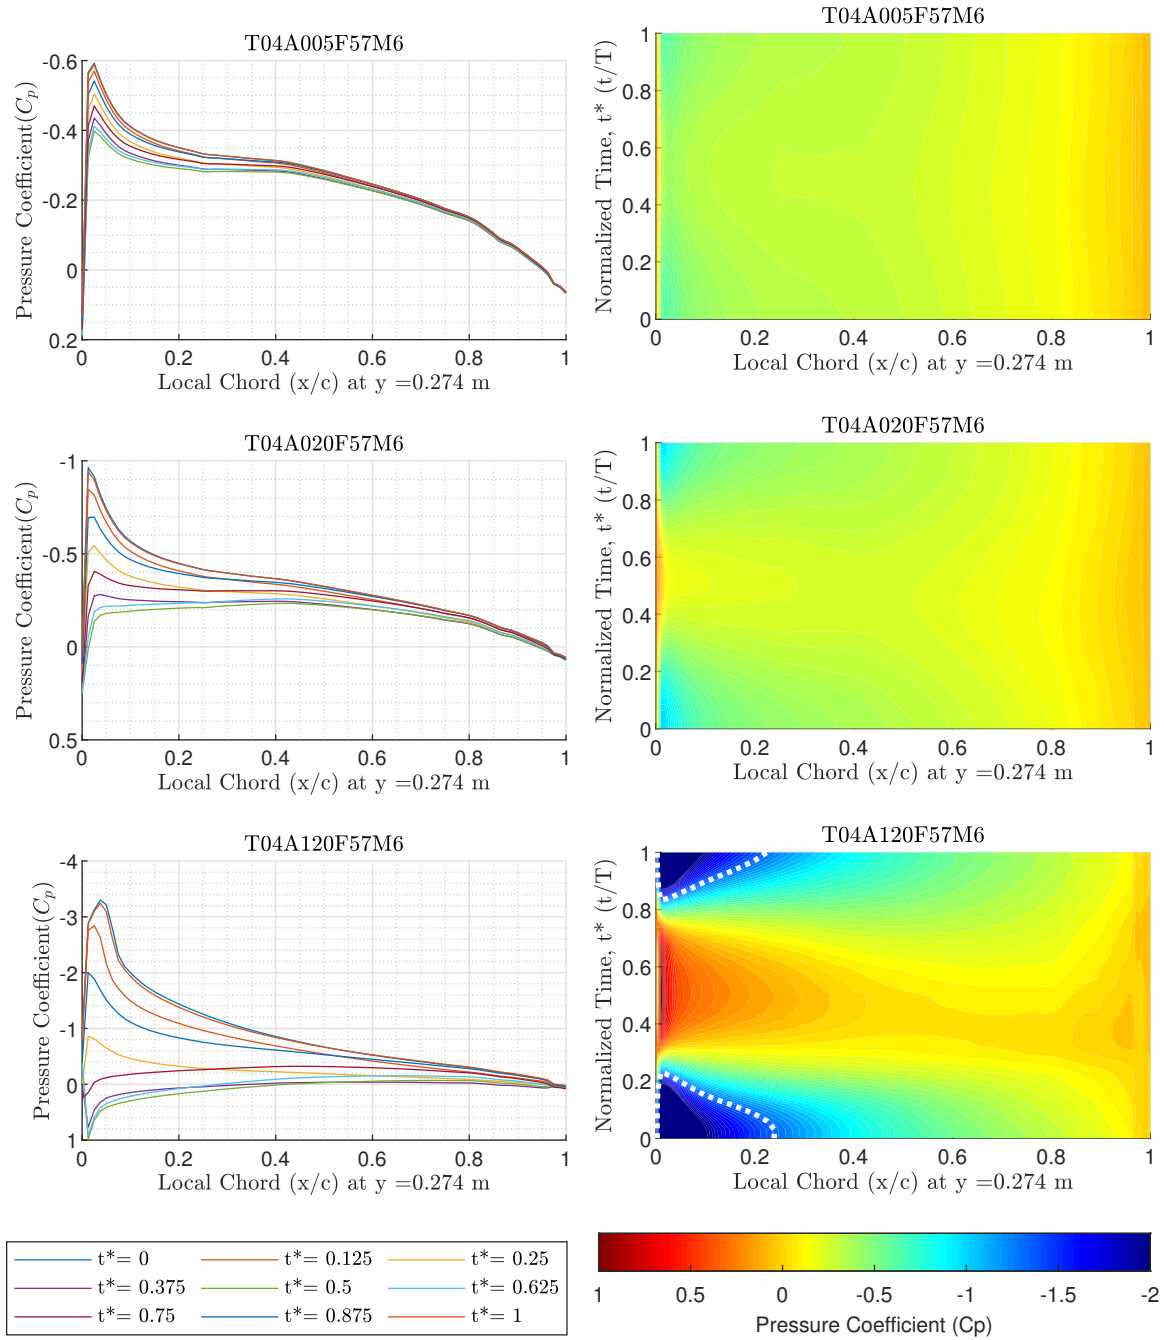 T04A005F57M6
-0.6
-0.4
-0.2
0
0.2
Pressure Coefficient(Cp)
0 0.2 0.4 0.6 0.8 1
Local Chord (x/c) at y =0.274 m
T04A005F57M6
1
0.8
0.6
0.4
0.2
0
Normalized Time, t* (t/T)
0 0.2 0.4 0.6 0.8 1
Local Chord (x/c) at y =0.274 m
T04A020F57M6
-1
-0.5
0
0.5
Pressure Coefficient(Cp)
0 0.2 0.4 0.6 0.8 1
Local Chord (x/c) at y =0.274 m
T04A020F57M6
1
0.8
0.6
0.4
0.2
0
Normalized Time, t* (t/T)
0 0.2 0.4 0.6 0.8 1
Local Chord (x/c) at y =0.274 m
T04A120F57M6
-4
-3
-2
-1
0
1
Pressure Coefficient(Cp)
0 0.2 0.4 0.6 0.8 1
Local Chord (x/c) at y =0.274 m
T04A120F57M6
1
0.8
0.6
0.4
0.2
0
Normalized Time, t* (t/T)
0 0.2 0.4 0.6 0.8 1
Local Chord (x/c) at y =0.274 m
t*= 0 t*= 0.125 t*= 0.25
t*= 0.375 t*= 0.5 t*= 0.625
t*= 0.75 t*= 0.875 t*= 1
1 0.5 0 -0.5 -1 -1.5 -2
Pressure Coefficient (Cp)